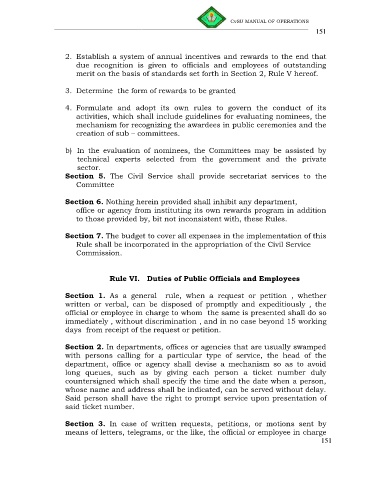 CvSU MANUAL OF OPERATIONS
151
2. Establish a system of annual incentives and rewards to the end that
due recognition is given to officials and employees of outstanding
merit on the basis of standards set forth in Section 2, Rule V hereof.
3. Determine the form of rewards to be granted
4. Formulate and adopt its own rules to govern the conduct of its
activities, which shall include guidelines for evaluating nominees, the
mechanism for recognizing the awardees in public ceremonies and the
creation of sub – committees.
b) In the evaluation of nominees, the Committees may be assisted by
technical experts selected from the government and the private
sector.
Section 5. The Civil Service shall provide secretariat services to the
Committee
Section 6. Nothing herein provided shall inhibit any department,
office or agency from instituting its own rewards program in addition
to those provided by, bit not inconsistent with, these Rules.
Section 7. The budget to cover all expenses in the implementation of this
Rule shall be incorporated in the appropriation of the Civil Service
Commission.
Rule VI. Duties of Public Officials and Employees
Section 1. As a general rule, when a request or petition , whether
written or verbal, can be disposed of promptly and expeditiously , the
official or employee in charge to whom the same is presented shall do so
immediately , without discrimination , and in no case beyond 15 working
days from receipt of the request or petition.
Section 2. In departments, offices or agencies that are usually swamped
with persons calling for a particular type of service, the head of the
department, office or agency shall devise a mechanism so as to avoid
long queues, such as by giving each person a ticket number duly
countersigned which shall specify the time and the date when a person,
whose name and address shall be indicated, can be served without delay.
Said person shall have the right to prompt service upon presentation of
said ticket number.
Section 3. In case of written requests, petitions, or motions sent by
means of letters, telegrams, or the like, the official or employee in charge
151